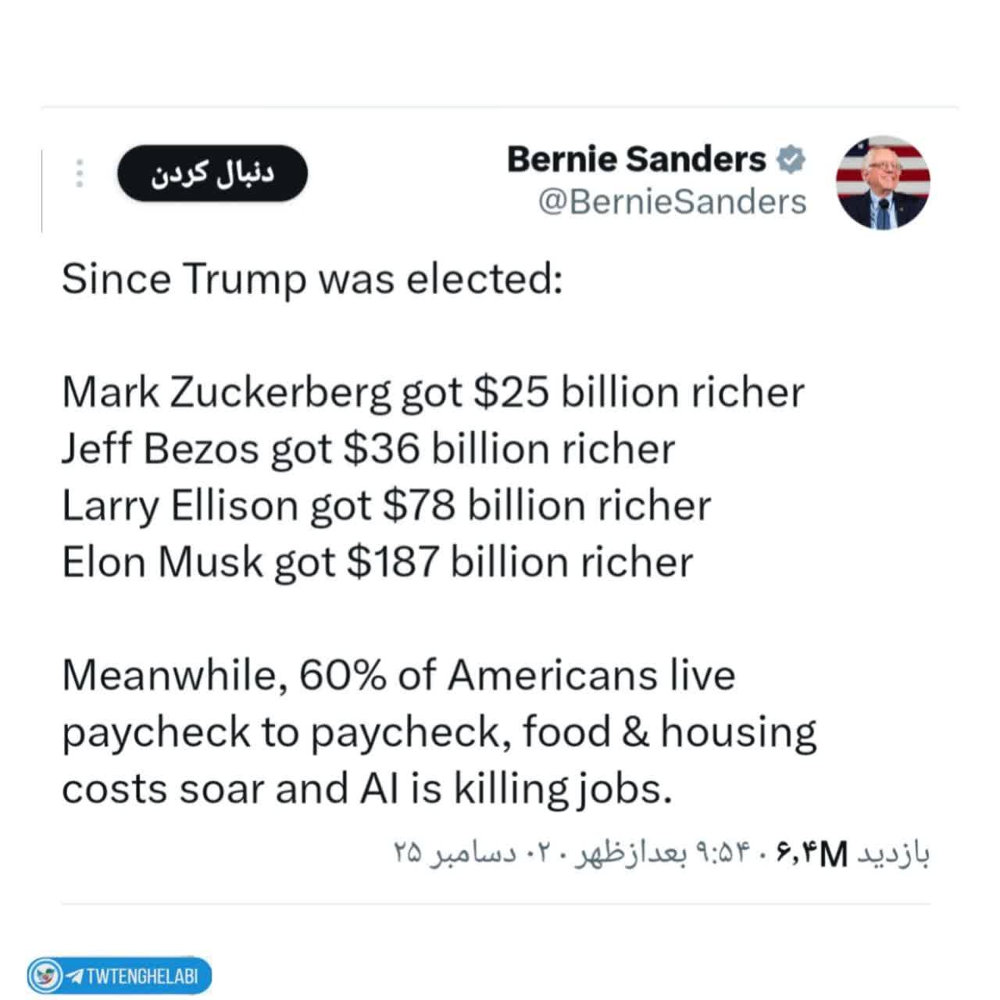 Bernie Sanders
@BernieSanders
دنبال کردن
Since Trump was elected:
Mark Zuckerberg got $25 billion richer
Jeff Bezos got $36 billion richer
Larry Ellison got $78 billion richer
Elon Musk got $187 billion richer
Meanwhile, 60% of Americans live
paycheck to paycheck, food & housing
costs soar and AI is killing jobs.
بازدید ۶٫۴M · ۹:۵۴ بعدازظهر · ۰۲ دسامبر ۲۵
TWTENGHELABI